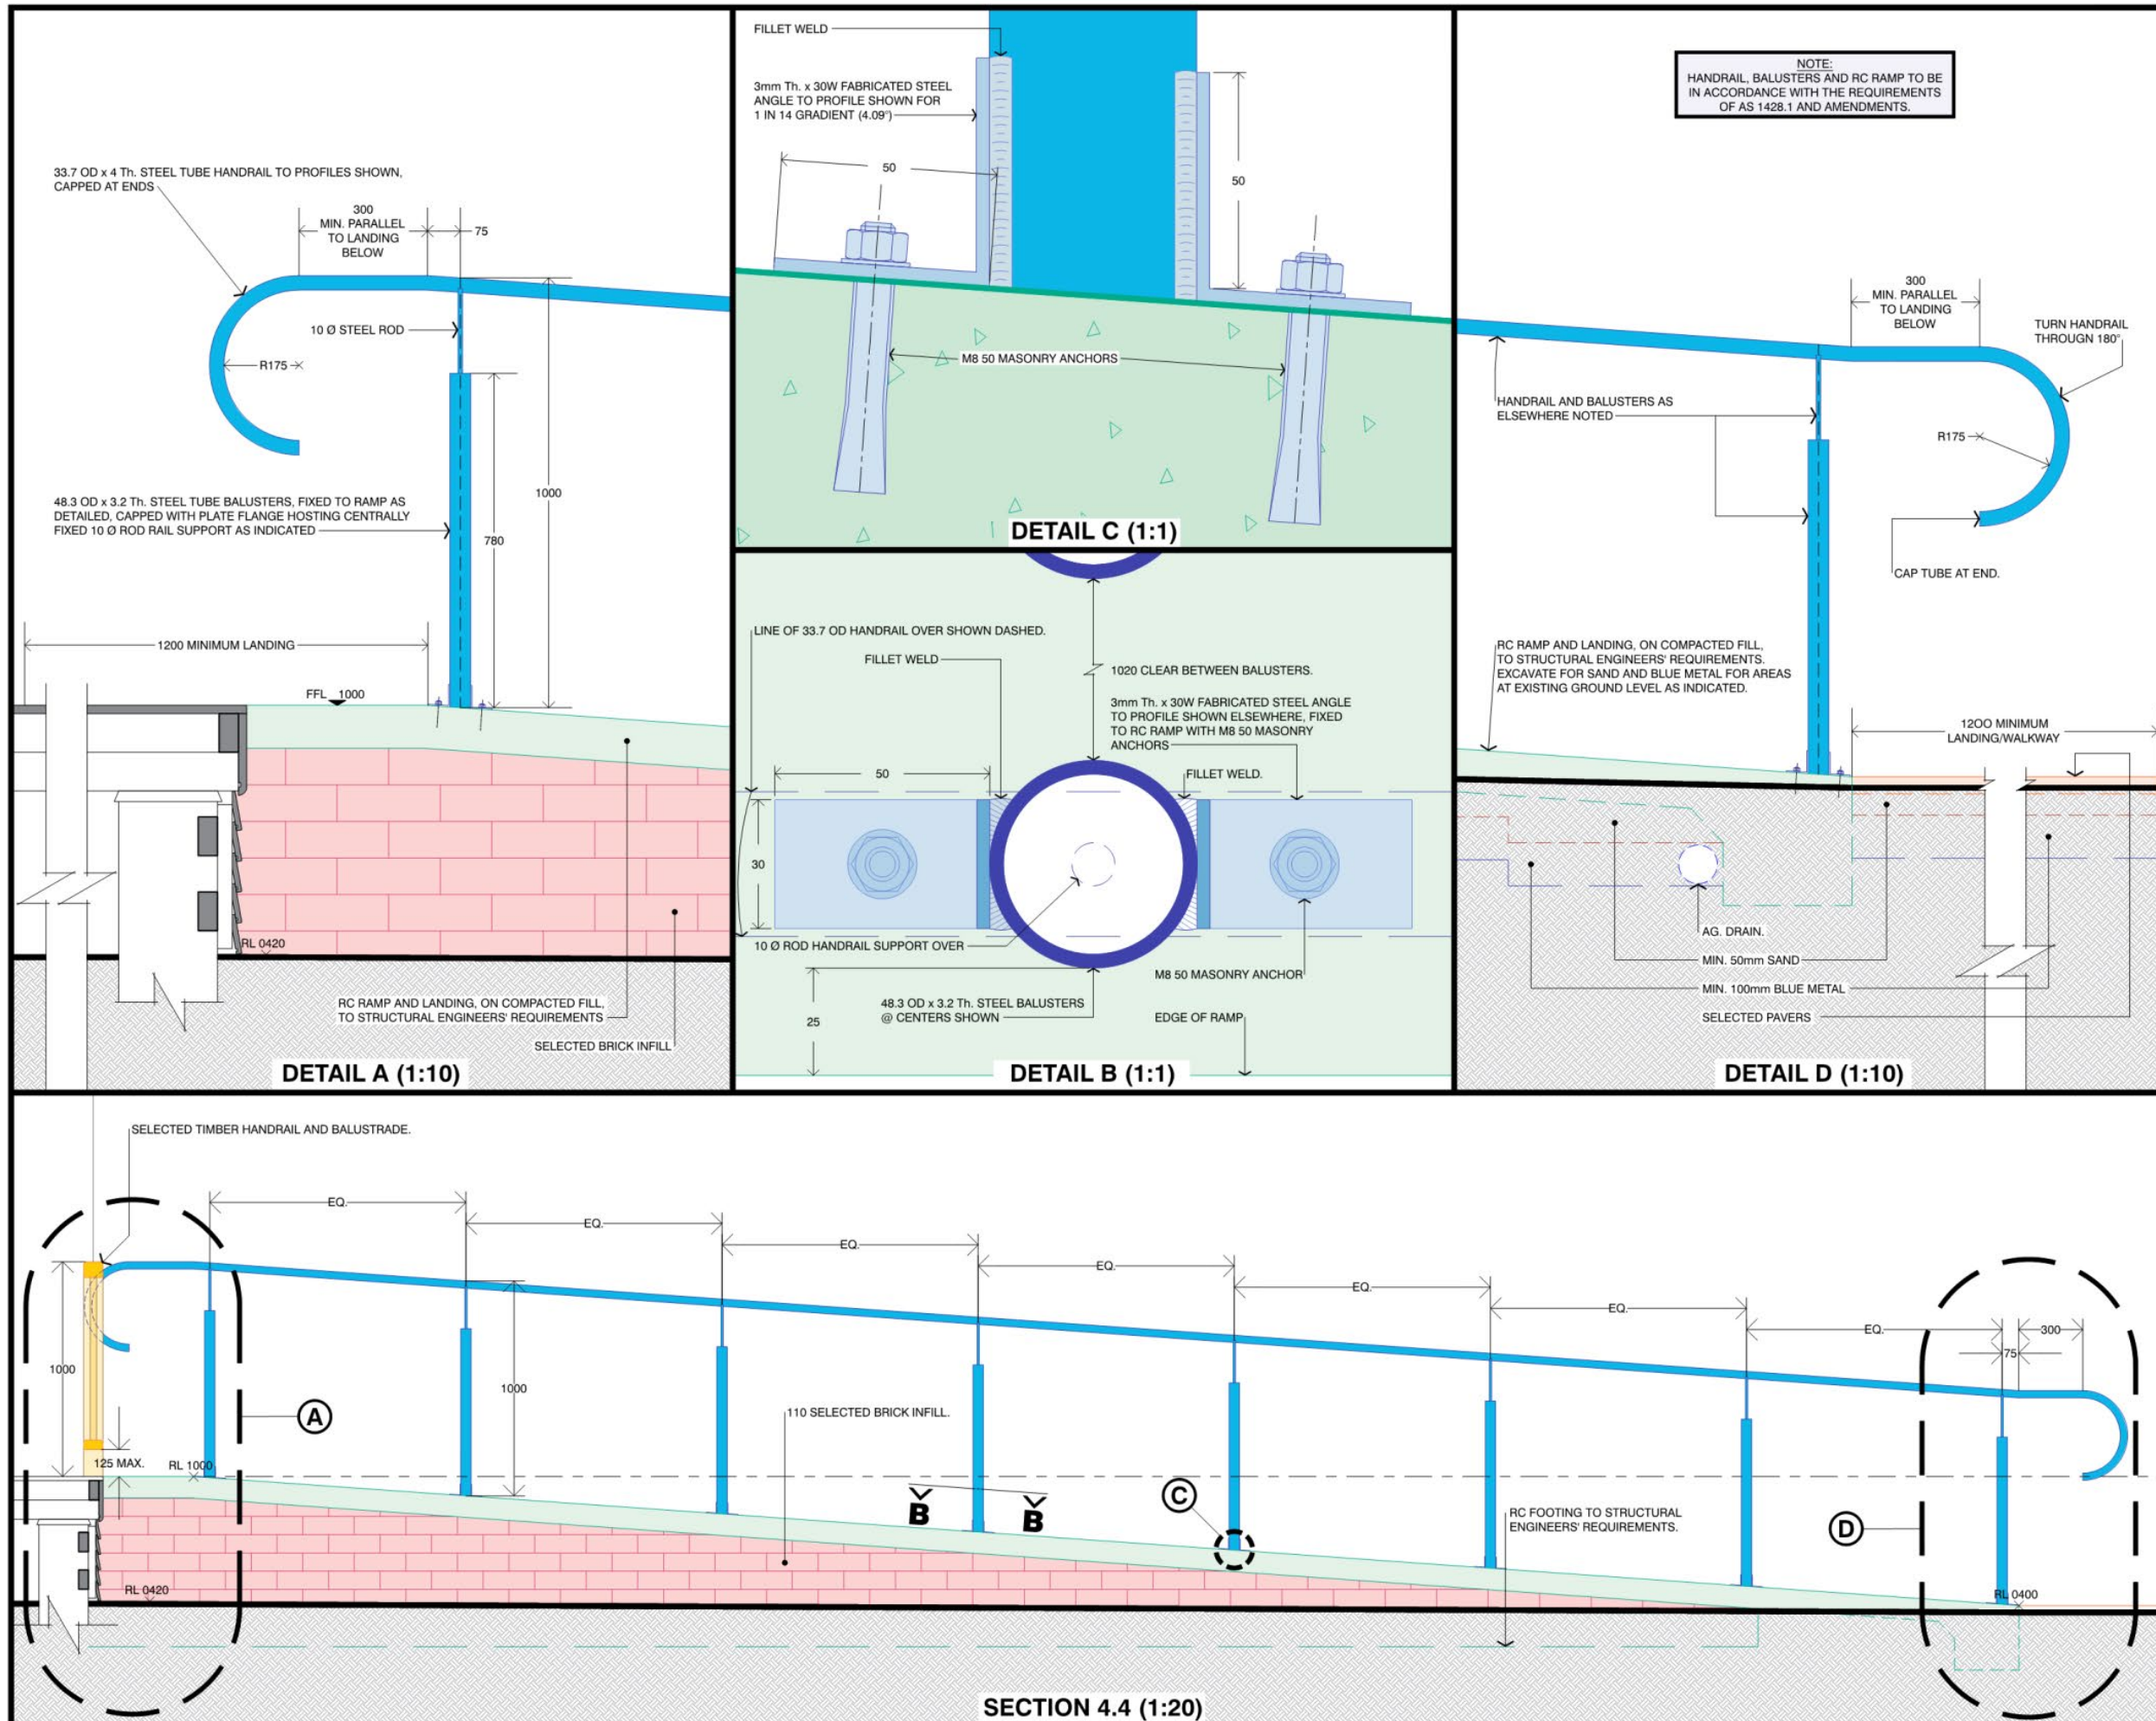 33.7 OD x 4 Th. STEEL TUBE HANDRAIL TO PROFILES SHOWN,
CAPPED AT ENDS
300
MIN. PARALLEL
TO LANDING
BELOW
75
10 Ø STEEL ROD
R175
48.3 OD x 3.2 Th. STEEL TUBE BALUSTERS, FIXED TO RAMP AS
DETAILED, CAPPED WITH PLATE FLANGE HOSTING CENTRALLY
FIXED 10 Ø ROD RAIL SUPPORT AS INDICATED
1000
780
1200 MINIMUM LANDING
FFL 1000
RL 0420
RC RAMP AND LANDING, ON COMPACTED FILL,
TO STRUCTURAL ENGINEERS' REQUIREMENTS
SELECTED BRICK INFILL
DETAIL A (1:10)
FILLET WELD
3mm Th. x 30W FABRICATED STEEL
ANGLE TO PROFILE SHOWN FOR
1 IN 14 GRADIENT (4.09°)
50
50
M8 50 MASONRY ANCHORS
DETAIL C (1:1)
LINE OF 33.7 OD HANDRAIL OVER SHOWN DASHED.
FILLET WELD
1020 CLEAR BETWEEN BALUSTERS.
3mm Th. x 30W FABRICATED STEEL ANGLE
TO PROFILE SHOWN ELSEWHERE, FIXED
TO RC RAMP WITH M8 50 MASONRY
ANCHORS
50
FILLET WELD.
30
10 Ø ROD HANDRAIL SUPPORT OVER
M8 50 MASONRY ANCHOR
48.3 OD x 3.2 Th. STEEL BALUSTERS
@ CENTERS SHOWN
25
EDGE OF RAMP
DETAIL B (1:1)
NOTE:
HANDRAIL, BALUSTERS AND RC RAMP TO BE
IN ACCORDANCE WITH THE REQUIREMENTS
OF AS 1428.1 AND AMENDMENTS.
300
MIN. PARALLEL
TO LANDING
BELOW
TURN HANDRAIL
THROUGH 180°
HANDRAIL AND BALUSTERS AS
ELSEWHERE NOTED
R175
CAP TUBE AT END.
RC RAMP AND LANDING, ON COMPACTED FILL,
TO STRUCTURAL ENGINEERS' REQUIREMENTS.
EXCAVATE FOR SAND AND BLUE METAL FOR AREAS
AT EXISTING GROUND LEVEL AS INDICATED.
12OO MINIMUM
LANDING/WALKWAY
AG. DRAIN.
MIN. 50mm SAND
MIN. 100mm BLUE METAL
SELECTED PAVERS
DETAIL D (1:10)
SELECTED TIMBER HANDRAIL AND BALUSTRADE.
EQ.
EQ.
EQ.
EQ.
EQ.
EQ.
EQ.
300
75
1000
1000
A
110 SELECTED BRICK INFILL.
125 MAX.
RL 1000
B
B
C
RC FOOTING TO STRUCTURAL
ENGINEERS' REQUIREMENTS.
D
RL 0420
RL 0400
SECTION 4.4 (1:20)